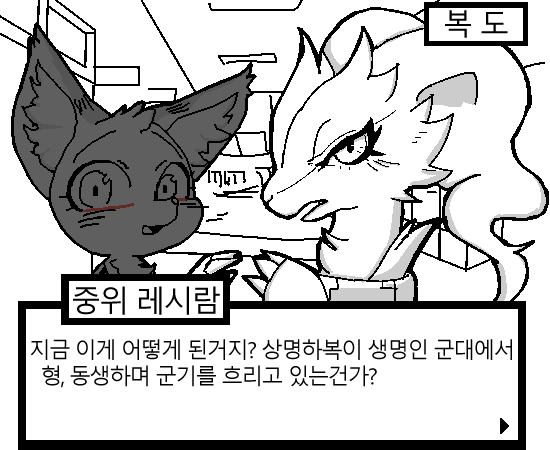 복 도
중위 레시람
지금 이게 어떻게 된거지? 상명하복이 생명인 군대에서
형, 동생하며 군기를 흐리고 있는건가?